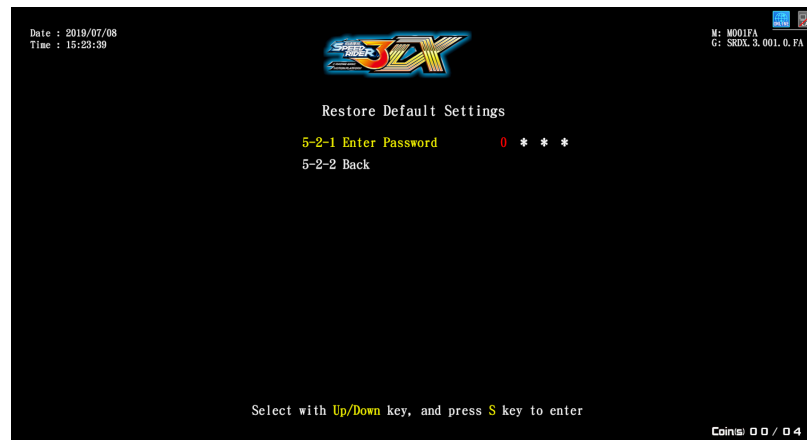 Date : 2019/07/08
Time : 15:23:39
SPEED
RIDER 3 DX
M: M001FA
G: SRDX.3.001.0.FA
Restore Default Settings
5-2-1 Enter Password 0 * * *
5-2-2 Back
Select with Up/Down key, and press S key to enter
Coin(s) 00/04